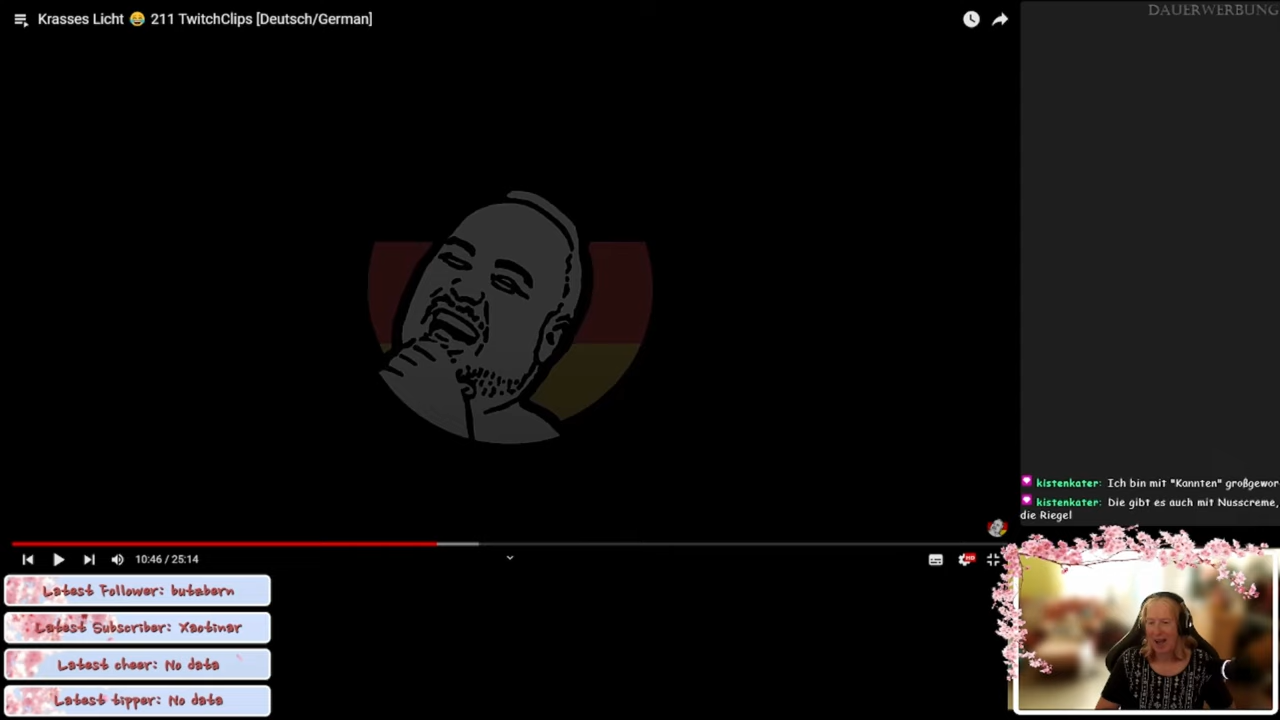 Krasses Licht 😂 211 TwitchClips [Deutsch/German]
DAUERWERBUNG
kistenkater: Ich bin mit "Kannten" großgewor
kistenkater: Die gibt es auch mit Nusscreme,
die Riegel
HD
10:46 / 25:14
Latest Follower: butabern
Latest Subscriber: Xaotinar
Latest cheer: No data
Latest tipper: No data